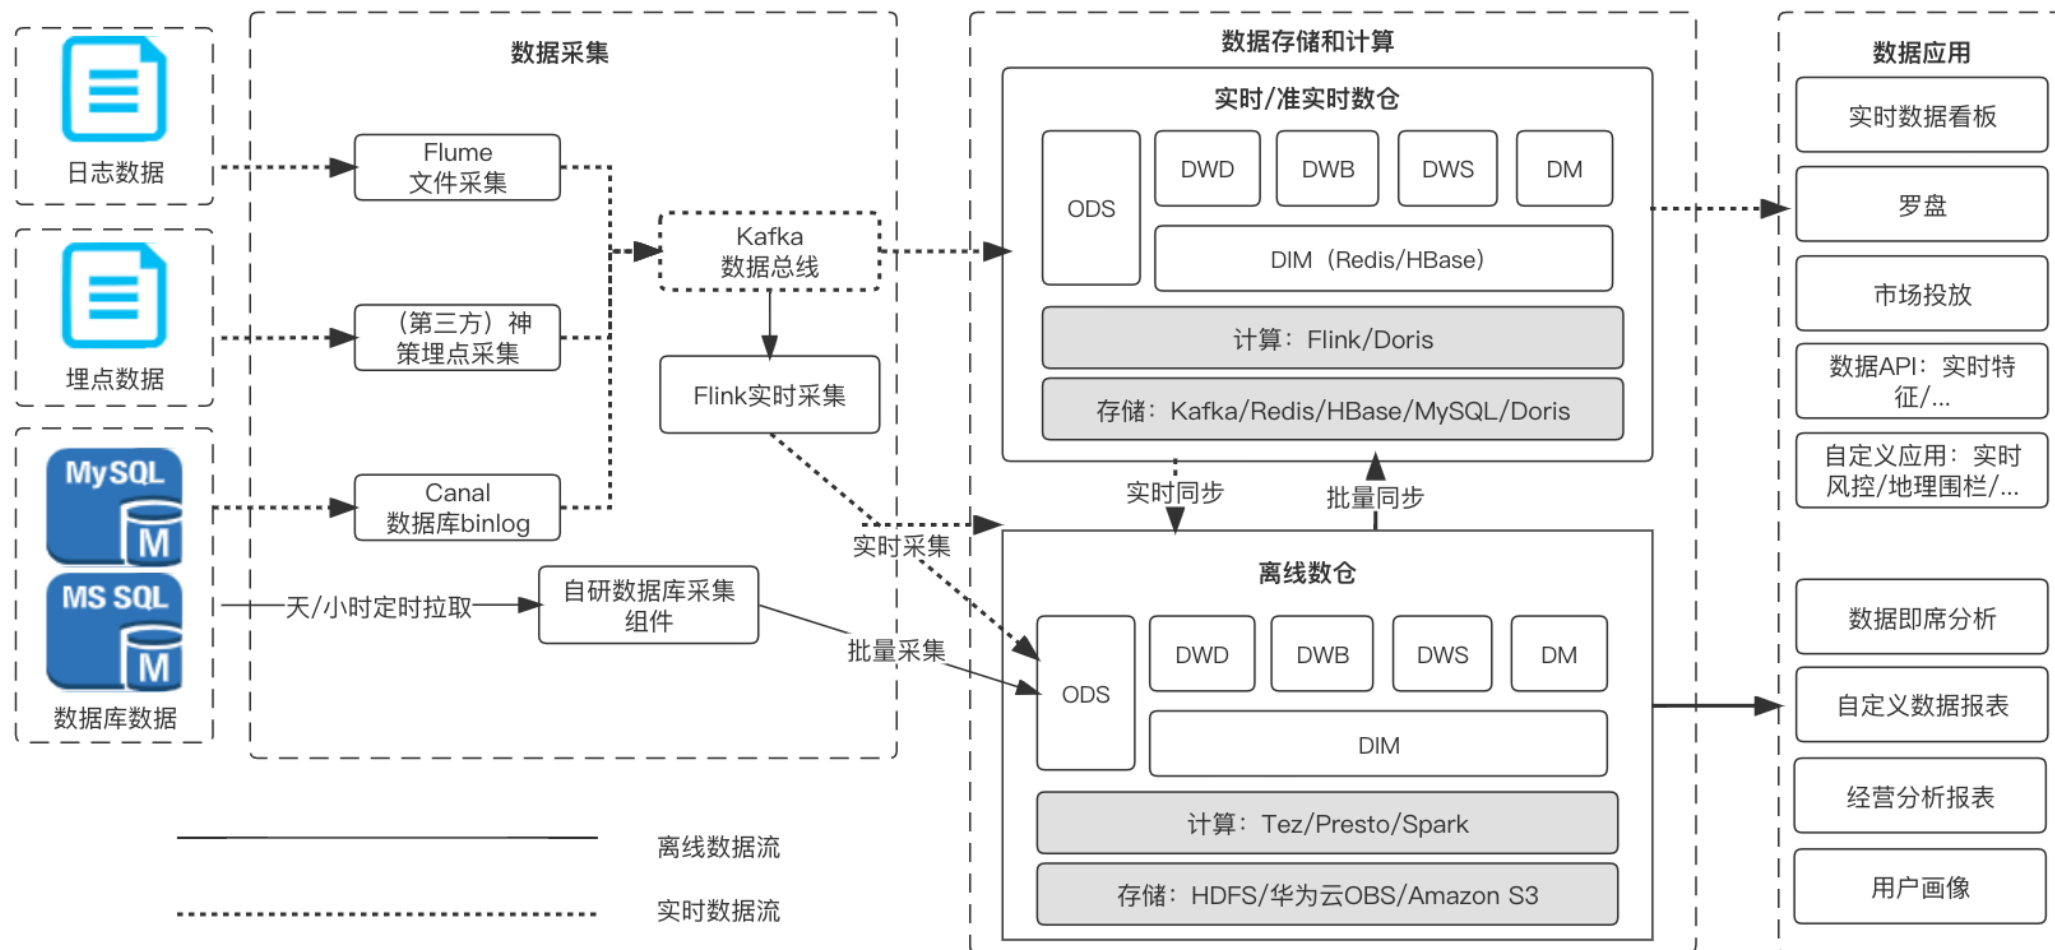 日志数据
埋点数据
MySQL
M
MS SQL
M
数据库数据
数据采集
Flume
文件采集
（第三方）神
策埋点采集
Canal
数据库binlog
天/小时定时拉取
自研数据库采集
组件
Kafka
数据总线
Flink实时采集
实时采集
批量采集
数据存储和计算
实时/准实时数仓
ODS
DWD
DWB
DWS
DM
DIM（Redis/HBase）
计算：Flink/Doris
存储：Kafka/Redis/HBase/MySQL/Doris
实时同步
批量同步
离线数仓
ODS
DWD
DWB
DWS
DM
DIM
计算：Tez/Presto/Spark
存储：HDFS/华为云OBS/Amazon S3
数据应用
实时数据看板
罗盘
市场投放
数据API：实时特
征/...
自定义应用：实时
风控/地理围栏/...
数据即席分析
自定义数据报表
经营分析报表
用户画像
离线数据流
实时数据流